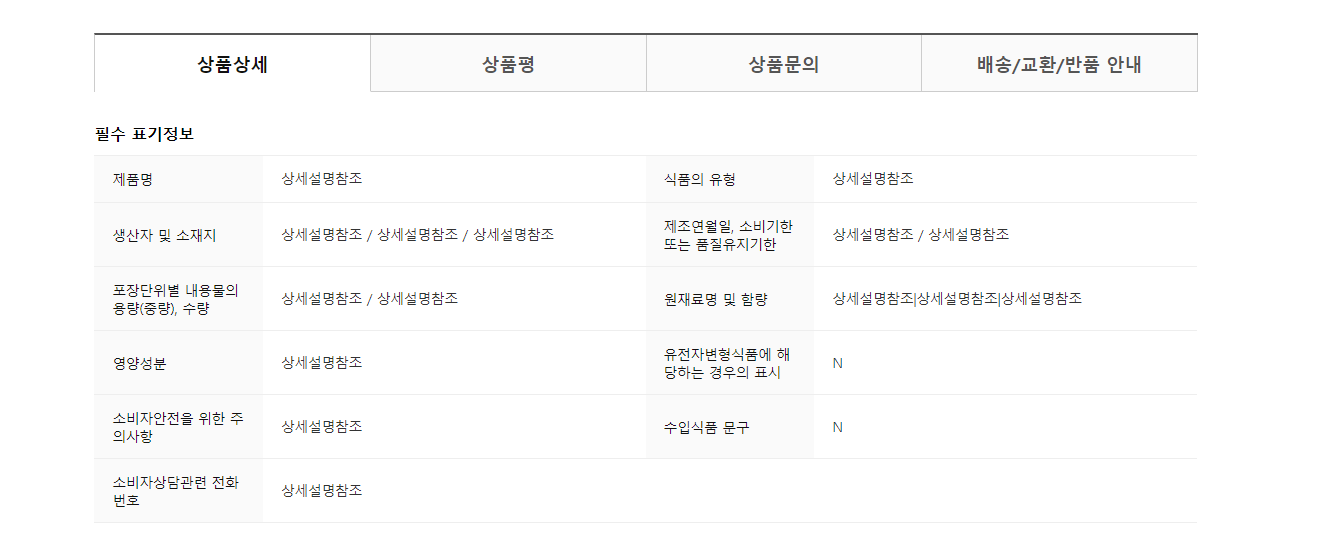 상품상세
상품평
상품문의
배송/교환/반품 안내
필수 표기정보
제품명
상세설명참조
식품의 유형
상세설명참조
생산자 및 소재지
상세설명참조 / 상세설명참조 / 상세설명참조
제조연월일, 소비기한
또는 품질유지기한
상세설명참조 / 상세설명참조
포장단위별 내용물의
용량(중량), 수량
상세설명참조 / 상세설명참조
원재료명 및 함량
상세설명참조|상세설명참조|상세설명참조
영양성분
상세설명참조
유전자변형식품에 해
당하는 경우의 표시
N
소비자안전을 위한 주
의사항
상세설명참조
수입식품 문구
N
소비자상담관련 전화
번호
상세설명참조